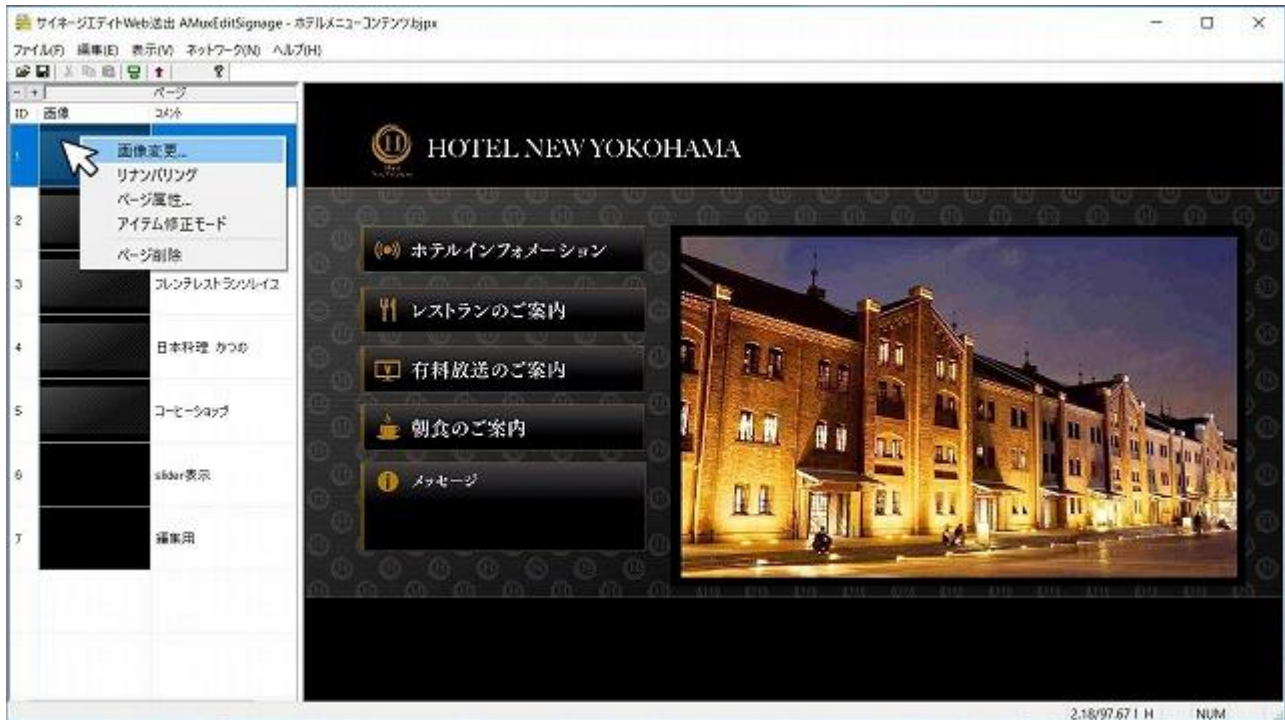 サイネージエディトWeb送出 AMuxEditSignage - ホテルメニューコンテンツ.bjpx
ファイル(F) 編集(E) 表示(V) ネットワーク(N) ヘルプ(H)
- + ページ
ID 画像 コメント
1
画像変更...
リナンバリング
ページ属性...
アイテム修正モード
ページ削除
2
3 フレンチレストランソレイユ
4 日本料理 かつめ
5 コーヒーショップ
6 slider表示
7 編集用
HOTEL NEW YOKOHAMA
ホテルインフォメーション
レストランのご案内
有料放送のご案内
朝食のご案内
メッセージ
NUM